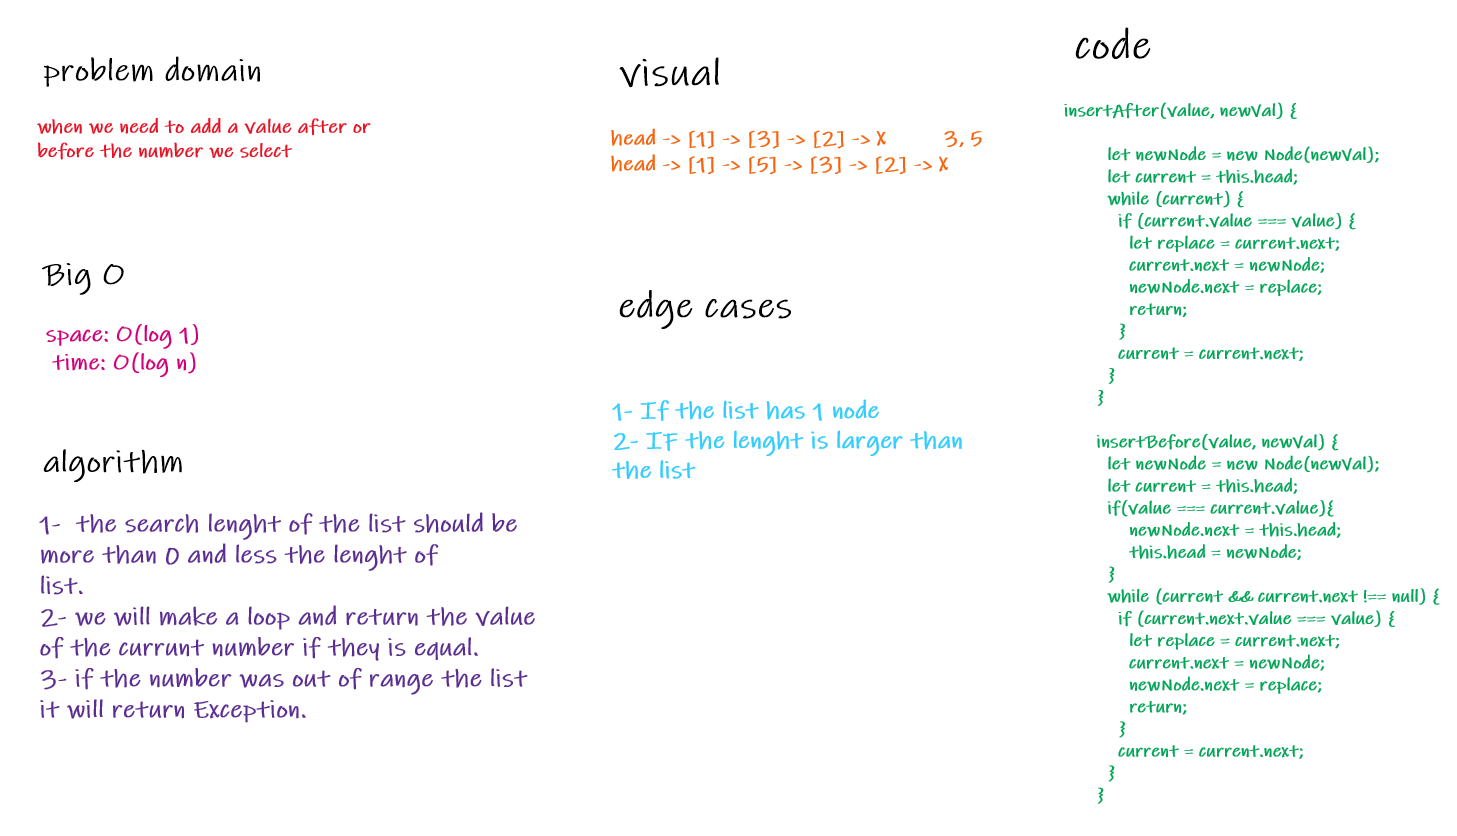 problem domain
when we need to add a value after or
before the number we select
Big O
space: O(log 1)
time: O(log n)
algorithm
1- the search lenght of the list should be
more than 0 and less the lenght of
list.
2- we will make a loop and return the value
of the currunt number if they is equal.
3- if the number was out of range the list
it will return Exception.
visual
head -> [1] -> [3] -> [2] -> X 3, 5
head -> [1] -> [5] -> [3] -> [2] -> X
edge cases
1- If the list has 1 node
2- IF the lenght is larger than
the list
code
insertAfter(value, newVal) {
let newNode = new Node(newVal);
let current = this.head;
while (current) {
if (current.value === value) {
let replace = current.next;
current.next = newNode;
newNode.next = replace;
return;
}
current = current.next;
}
}
insertBefore(value, newVal) {
let newNode = new Node(newVal);
let current = this.head;
if(value === current.value){
newNode.next = this.head;
this.head = newNode;
}
while (current && current.next !== null) {
if (current.next.value === value) {
let replace = current.next;
current.next = newNode;
newNode.next = replace;
return;
}
current = current.next;
}
}